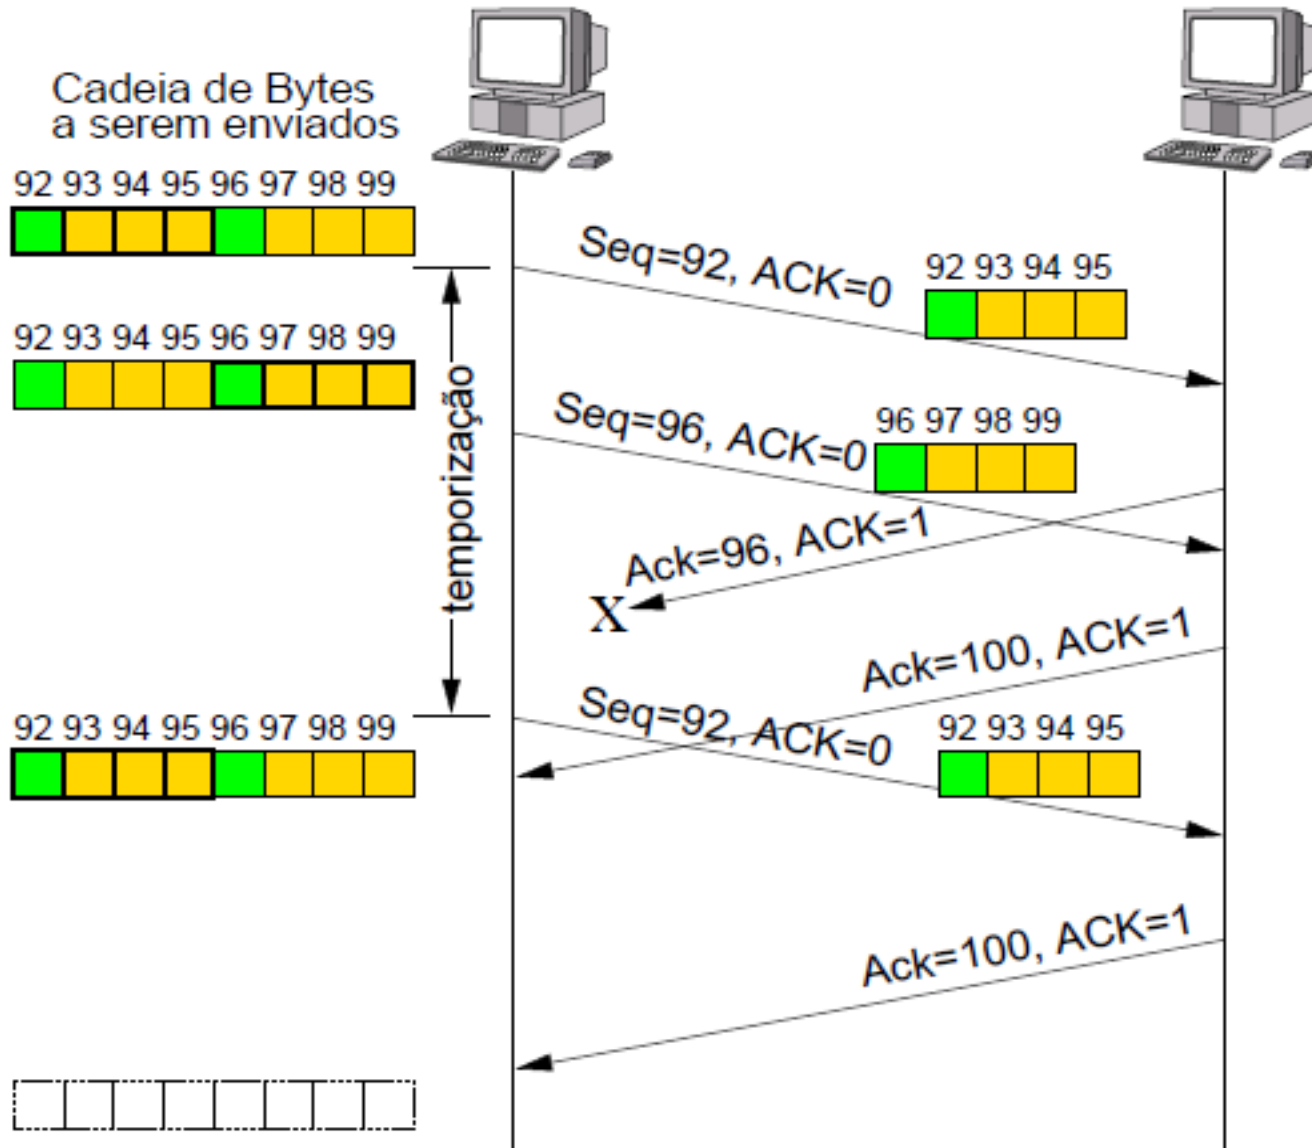 Cadeia de Bytes
a serem enviados
92 93 94 95 96 97 98 99
Seq=92, ACK=0
92 93 94 95
92 93 94 95 96 97 98 99
temporização
Seq=96, ACK=0
96 97 98 99
Ack=96, ACK=1
X
Ack=100, ACK=1
92 93 94 95 96 97 98 99
Seq=92, ACK=0
92 93 94 95
Ack=100, ACK=1